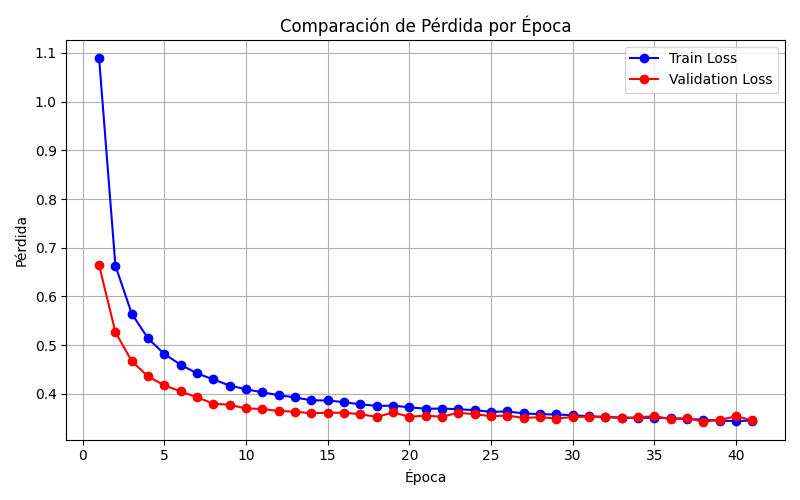 Comparación de Pérdida por Época
Train Loss
Validation Loss
Pérdida
1.1
1.0
0.9
0.8
0.7
0.6
0.5
0.4
0 5 10 15 20 25 30 35 40
Época